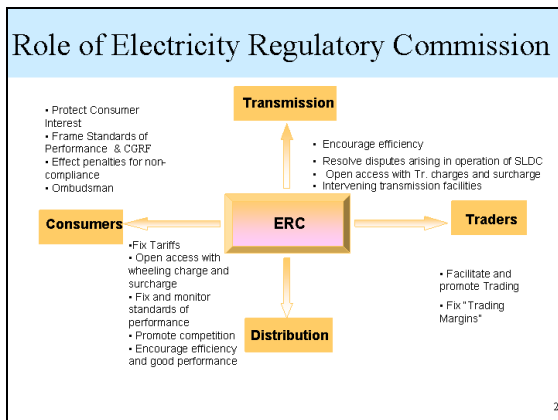 Role of Electricity Regulatory Commission
Transmission
• Protect Consumer
Interest
• Frame Standards of
Performance & CGRF
• Effect penalties for non-
compliance
• Ombudsman
• Encourage efficiency
• Resolve disputes arising in operation of SLDC
• Open access with Tr. charges and surcharge
• Intervening transmission facilities
Consumers
ERC
Traders
•Fix Tariffs
• Open access with
wheeling charge and
surcharge
• Fix and monitor
standards of
performance
• Promote competition
• Encourage efficiency
and good performance
• Facilitate and
promote Trading
• Fix "Trading
Margins"
Distribution
2